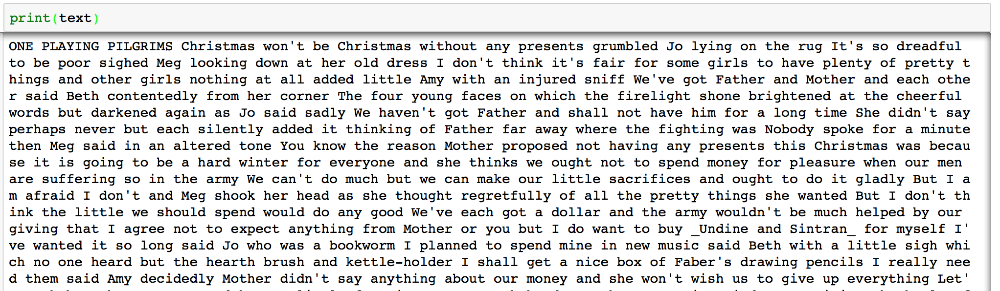 print(text)
ONE PLAYING PILGRIMS Christmas won't be Christmas without any presents grumbled Jo lying on the rug It's so dreadful
to be poor sighed Meg looking down at her old dress I don't think it's fair for some girls to have plenty of pretty t
hings and other girls nothing at all added little Amy with an injured sniff We've got Father and Mother and each othe
r said Beth contentedly from her corner The four young faces on which the firelight shone brightened at the cheerful
words but darkened again as Jo said sadly We haven't got Father and shall not have him for a long time She didn't say
perhaps never but each silently added it thinking of Father far away where the fighting was Nobody spoke for a minute
then Meg said in an altered tone You know the reason Mother proposed not having any presents this Christmas was becau
se it is going to be a hard winter for everyone and she thinks we ought not to spend money for pleasure when our men
are suffering so in the army We can't do much but we can make our little sacrifices and ought to do it gladly But I a
m afraid I don't and Meg shook her head as she thought regretfully of all the pretty things she wanted But I don't th
ink the little we should spend would do any good We've each got a dollar and the army wouldn't be much helped by our
giving that I agree not to expect anything from Mother or you but I do want to buy _Undine and Sintran_ for myself I'
ve wanted it so long said Jo who was a bookworm I planned to spend mine in new music said Beth with a little sigh whi
ch no one heard but the hearth brush and kettle-holder I shall get a nice box of Faber's drawing pencils I really nee
d them said Amy decidedly Mother didn't say anything about our money and she won't wish us to give up everything Let'